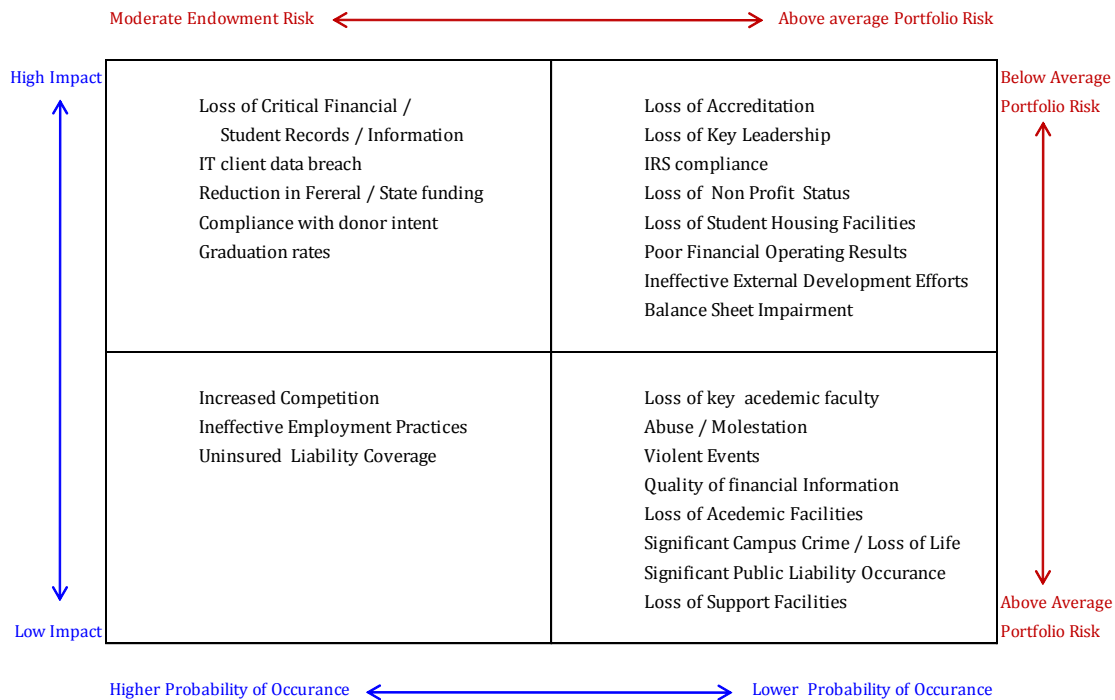 Moderate Endowment Risk
Above average Portfolio Risk
High Impact
Below Average
Portfolio Risk
Loss of Critical Financial /
Student Records / Information
IT client data breach
Reduction in Fereral / State funding
Compliance with donor intent
Graduation rates
Loss of Accreditation
Loss of Key Leadership
IRS compliance
Loss of  Non Profit  Status
Loss of Student Housing Facilities
Poor Financial Operating Results
Ineffective External Development Efforts
Balance Sheet Impairment
Increased Competition
Ineffective Employment Practices
Uninsured  Liability Coverage
Loss of key  acedemic faculty
Abuse / Molestation
Violent Events
Quality of financial Information
Loss of Acedemic Facilities
Significant Campus Crime / Loss of Life
Significant Public Liability Occurance
Loss of Support Facilities
Low Impact
Above Average
Portfolio Risk
Higher Probability of Occurance
Lower  Probability of Occurance